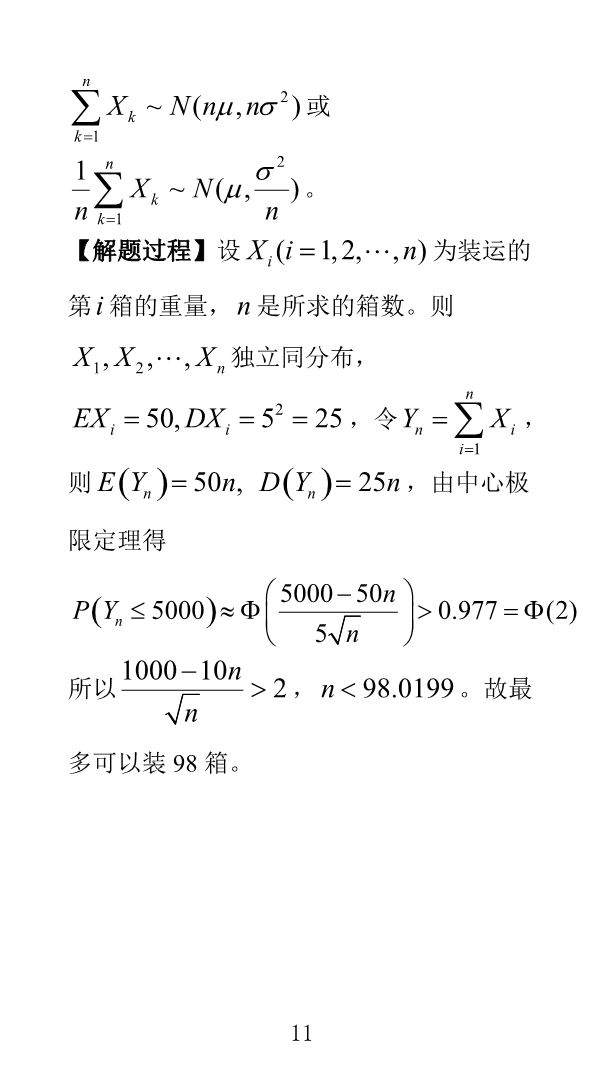 $\sum_{k=1}^{n} X_k \sim N(n\mu, n\sigma^2)$ 或
$\frac{1}{n}\sum_{k=1}^{n} X_k \sim N(\mu, \frac{\sigma^2}{n})$ 。
【解题过程】设 $X_i (i=1,2,\cdots,n)$ 为装运的
第 $i$ 箱的重量， $n$ 是所求的箱数。则
$X_1, X_2, \cdots, X_n$ 独立同分布，
$EX_i = 50, DX_i = 5^2 = 25$ ，令 $Y_n = \sum_{i=1}^{n} X_i$ ，
则 $E(Y_n) = 50n, \ D(Y_n) = 25n$ ，由中心极
限定理得
$P(Y_n \leq 5000) \approx \Phi\left(\frac{5000-50n}{5\sqrt{n}}\right) > 0.977 = \Phi(2)$
所以 $\frac{1000-10n}{\sqrt{n}} > 2$ ， $n < 98.0199$ 。故最
多可以装 98 箱。
11